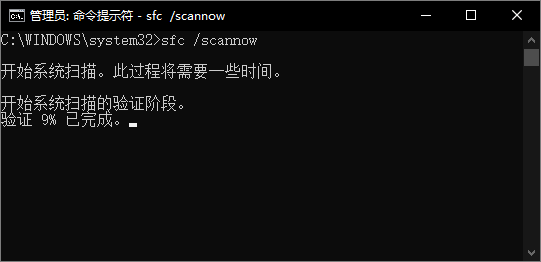 管理员: 命令提示符 - sfc  /scannow
C:\WINDOWS\system32>sfc /scannow
开始系统扫描。此过程将需要一些时间。
开始系统扫描的验证阶段。
验证 9% 已完成。